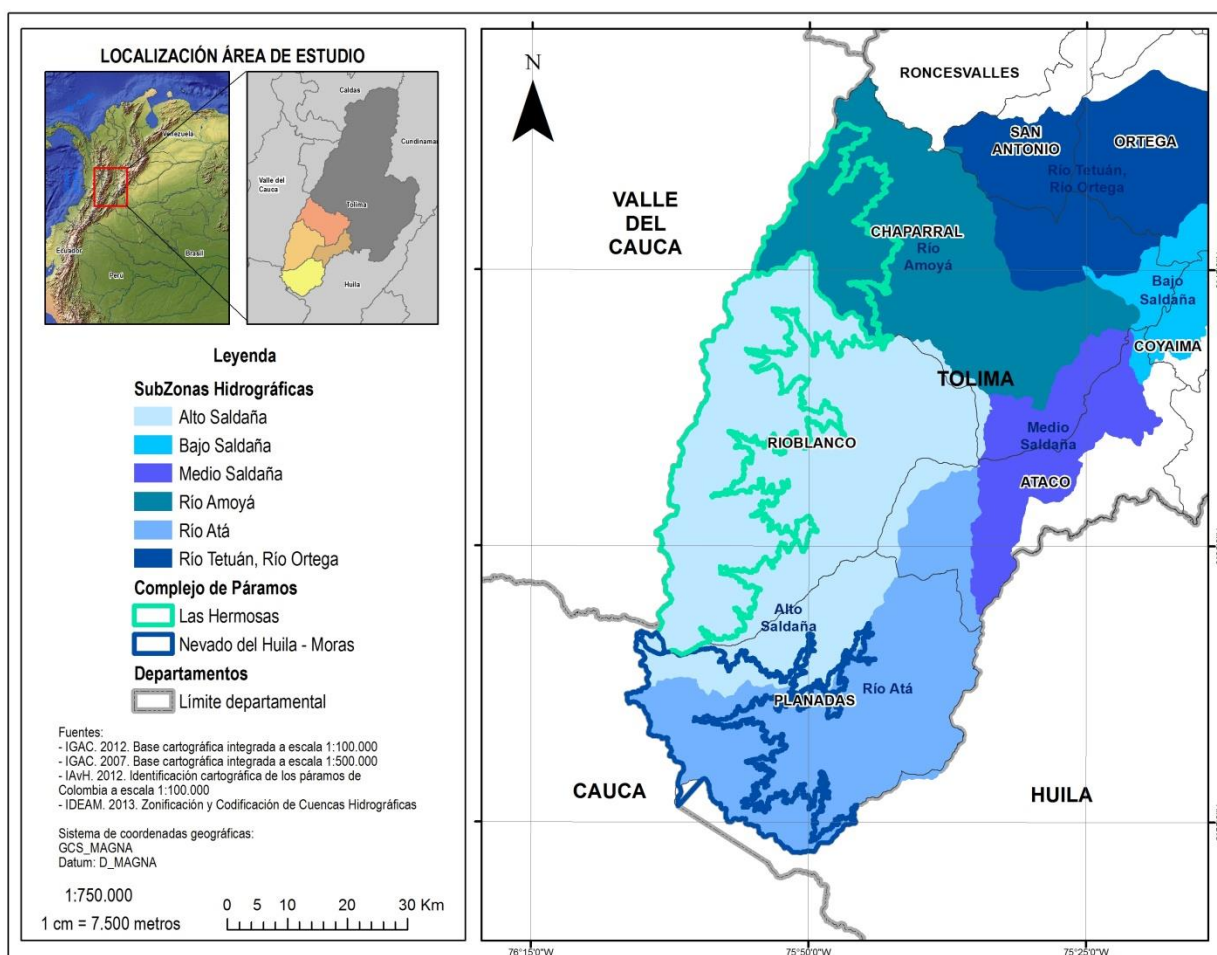 LOCALIZACIÓN ÁREA DE ESTUDIO
Venezuela
Ecuador
Perú
Brasil
Caldas
Cundinamar
Valle del
Cauca
Tolima
Huila
Leyenda
SubZonas Hidrográficas
Alto Saldaña
Bajo Saldaña
Medio Saldaña
Río Amoyá
Río Atá
Río Tetuán, Río Ortega
Complejo de Páramos
Las Hermosas
Nevado del Huila - Moras
Departamentos
Límite departamental
Fuentes:
- IGAC. 2012. Base cartográfica integrada a escala 1:100.000
- IGAC. 2007. Base cartográfica integrada a escala 1:500.000
- IAvH. 2012. Identificación cartográfica de los páramos de
Colombia a escala 1:100.000
- IDEAM. 2013. Zonificación y Codificación de Cuencas Hidrográficas
Sistema de coordenadas geográficas:
GCS_MAGNA
Datum: D_MAGNA
1:750.000
1 cm = 7.500 metros
0 5 10 20 30 Km
N
RONCESVALLES
SAN
ANTONIO
ORTEGA
Río Tetuán,
Río Ortega
VALLE
DEL
CAUCA
CHAPARRAL
Río
Amoyá
Bajo
Saldaña
COYAIMA
TOLIMA
RIOBLANCO
Medio
Saldaña
ATACO
Alto
Saldaña
PLANADAS
Río Atá
CAUCA
HUILA
76°15'0"W
75°50'0"W
75°25'0"W